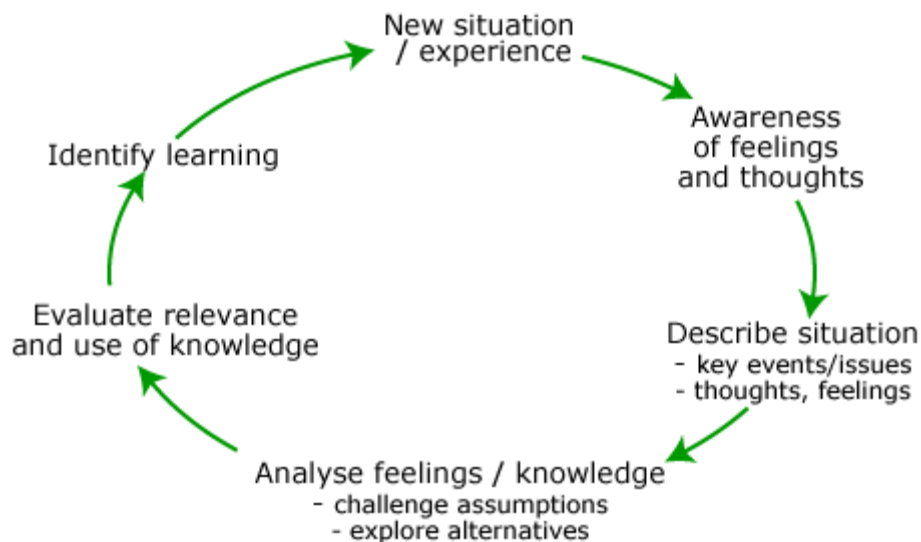 New situation
/ experience
Awareness
of feelings
and thoughts
Describe situation
- key events/issues
- thoughts, feelings
Analyse feelings / knowledge
- challenge assumptions
- explore alternatives
Evaluate relevance
and use of knowledge
Identify learning